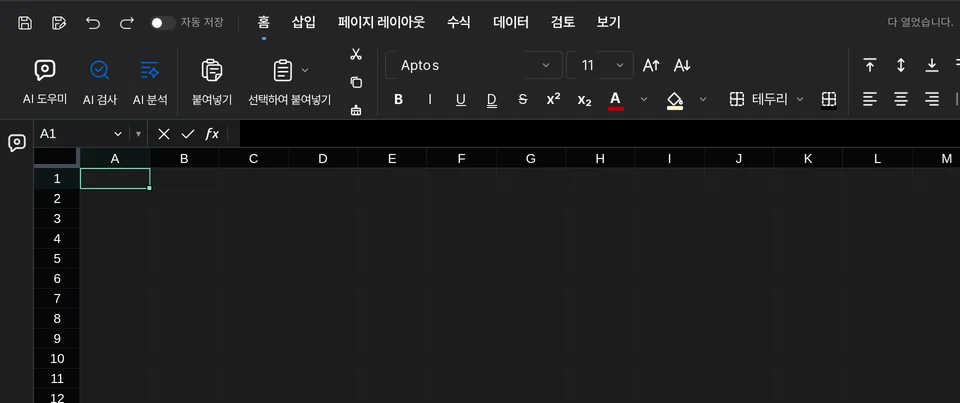 자동 저장 홈 삽입 페이지 레이아웃 수식 데이터 검토 보기 다 열었습니다.
Aptos 11
AI 도우미 AI 검사 AI 분석 붙여넣기 선택하여 붙여넣기 B I U D S x² x₂ A 테두리
A1 fx
A B C D E F G H I J K L M
1
2
3
4
5
6
7
8
9
10
11
12